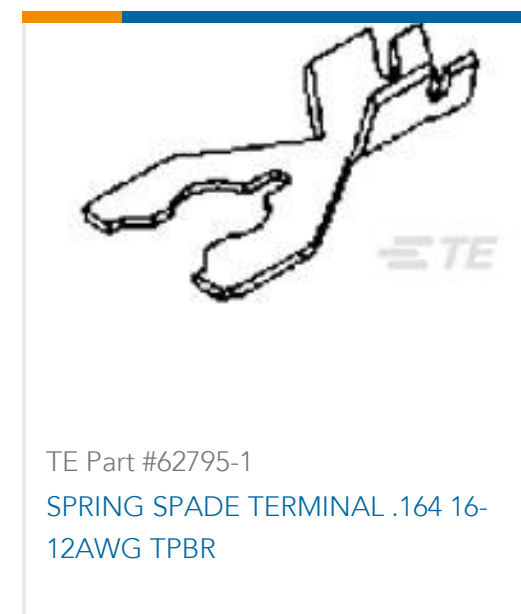 TE
TE Part #62795-1
SPRING SPADE TERMINAL .164 16-
12AWG TPBR